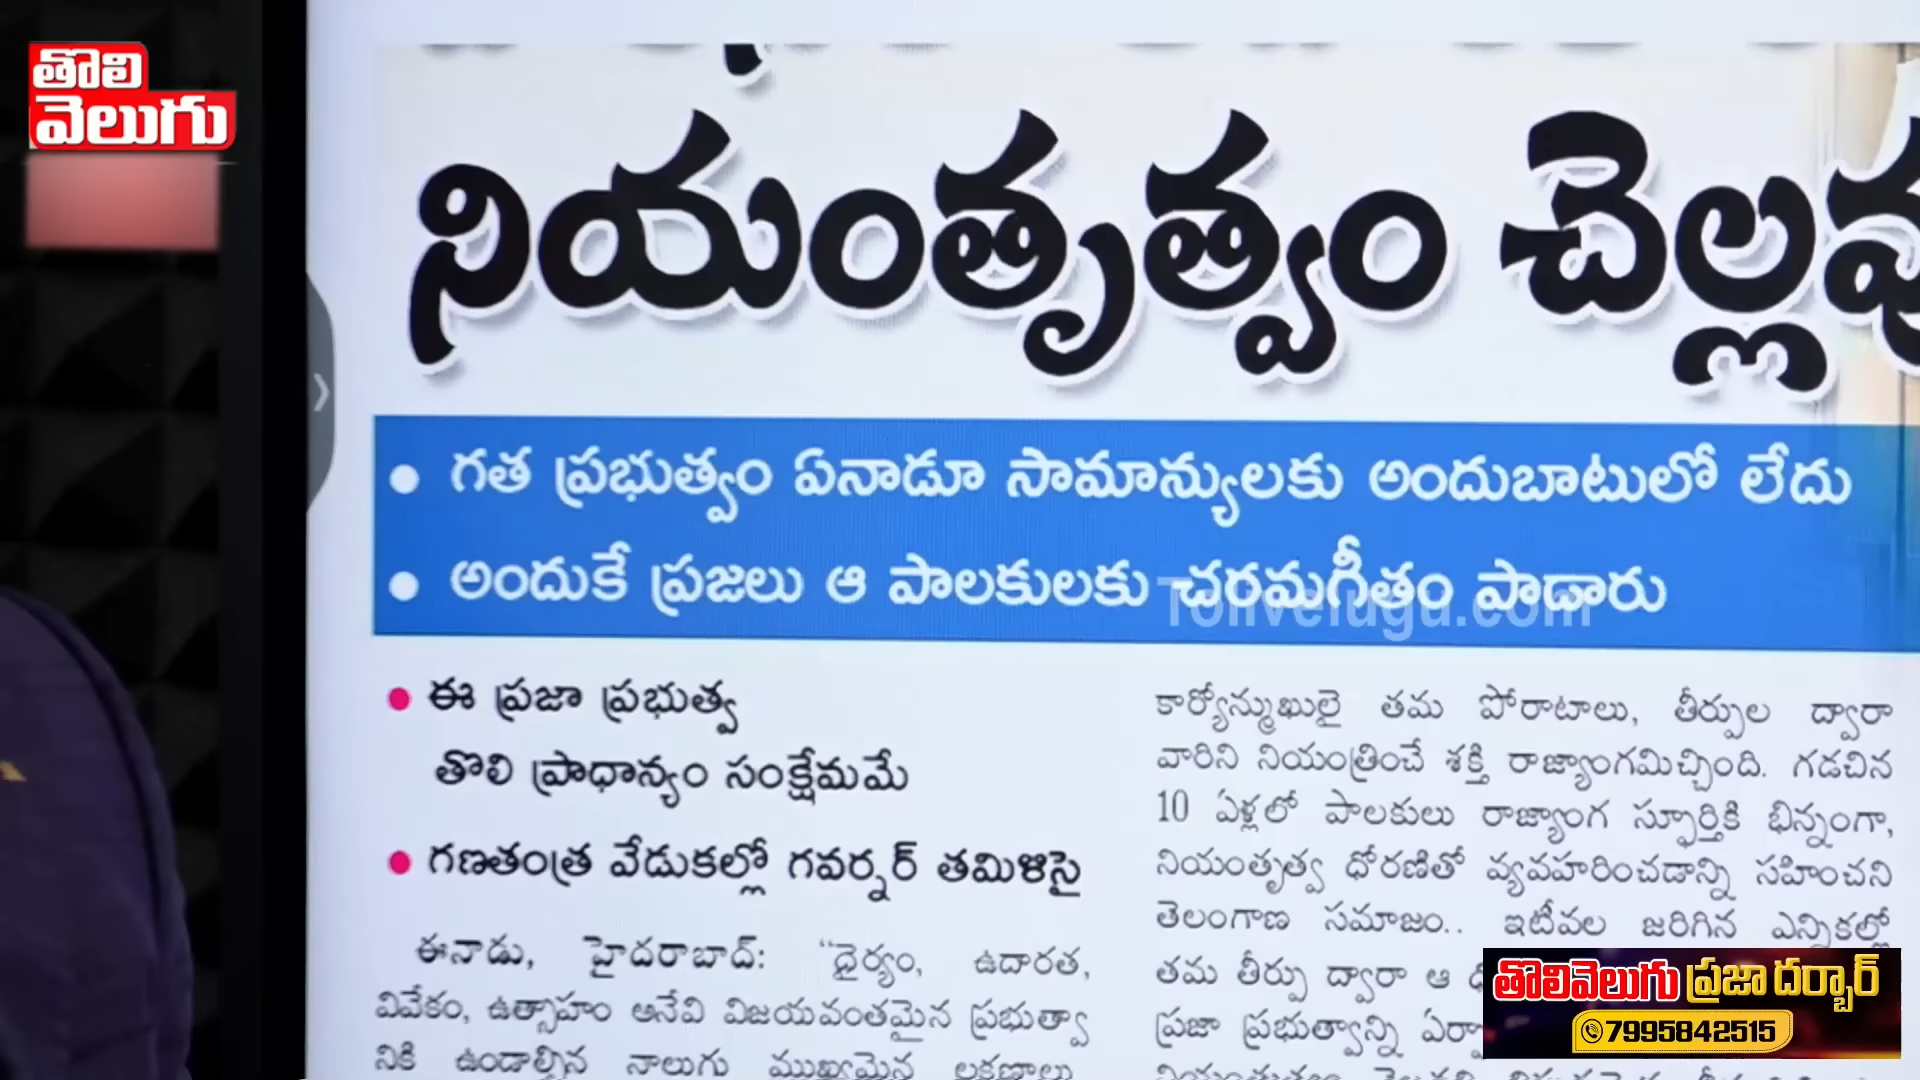 తొలి
వెలుగు
నియంతృత్వం
• గత ప్రభుత్వం ఏనాడూ సామాన్యులకు అందుబాటులో లేదు
• అందుకే ప్రజలు ఆ పాలకులకు చరమగీతం పాడారు
Tolivelugu.com
• ఈ ప్రజా ప్రభుత్వ
తొలి ప్రాధాన్యం సంక్షేమమే
• గణతంత్ర వేడుకల్లో గవర్నర్ తమిళిసై
ఈనాడు, హైదరాబాద్: “ధైర్యం, ఉదారత,
వివేకం, ఉత్సాహం అనేవి విజయవంతమైన ప్రభుత్వా
నికి ఉండాల్సిన నాలుగు ముఖ్యమైన లక్షణాలు.
కార్యోన్ముఖులై తమ పోరాటాలు, తీర్పుల ద్వారా
వారిని నియంత్రించే శక్తి రాజ్యాంగమిచ్చింది. గడచిన
10 ఏళ్లలో పాలకులు రాజ్యాంగ స్ఫూర్తికి భిన్నంగా,
నియంతృత్వ ధోరణితో వ్యవహరించడాన్ని సహించని
తెలంగాణ సమాజం.. ఇటీవల జరిగిన ఎన్నికల్లో
తమ తీర్పు ద్వారా ఆ
ప్రజా ప్రభుత్వాన్ని
తొలివెలుగు ప్రజా దర్బార్
7995842515